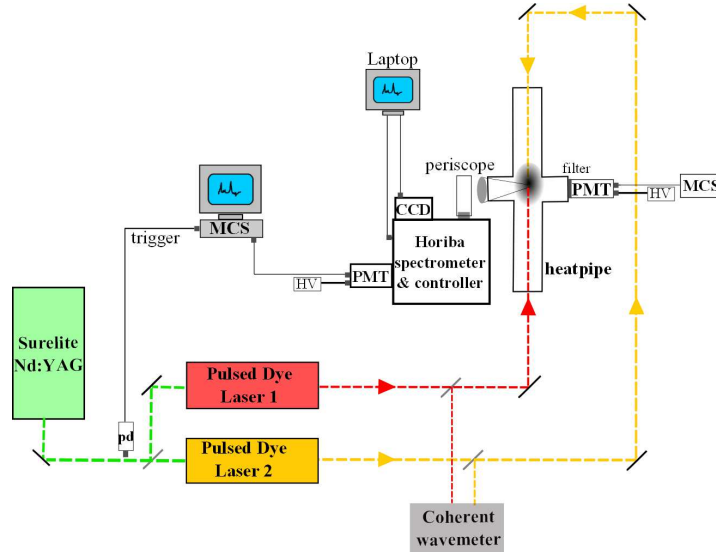 Laptop
periscope
filter
PMT
HV
MCS
CCD
MCS
trigger
Horiba
spectrometer
& controller
PMT
HV
heatpipe
Surelite
Nd:YAG
Pulsed Dye
Laser 1
pd
Pulsed Dye
Laser 2
Coherent
wavemeter